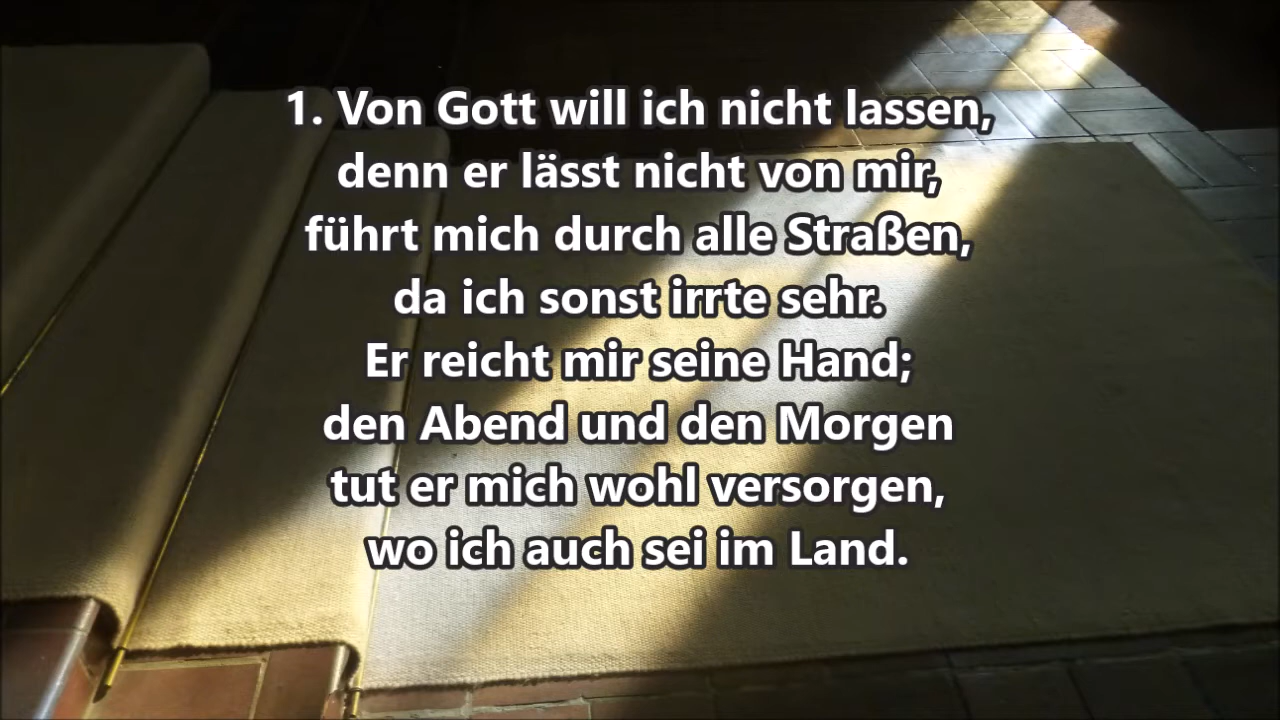 1. Von Gott will ich nicht lassen,
denn er lässt nicht von mir,
führt mich durch alle Straßen,
da ich sonst irrte sehr.
Er reicht mir seine Hand;
den Abend und den Morgen
tut er mich wohl versorgen,
wo ich auch sei im Land.